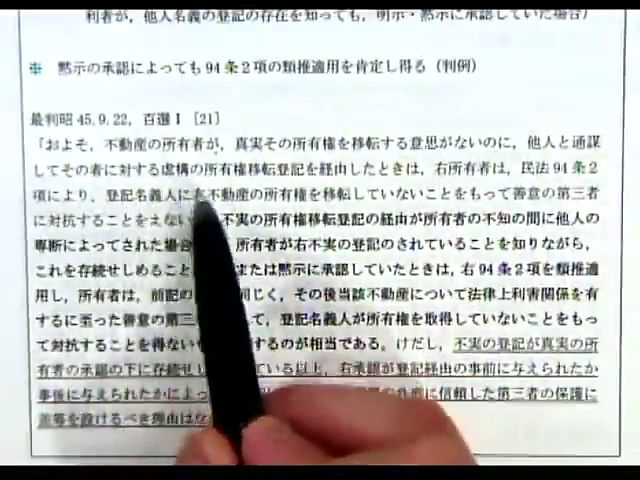 利者が，他人名義の登記の存在を知っても，明示・黙示に承認していた場合）
※ 黙示の承認によっても94条2項の類推適用を肯定し得る（判例）
最判昭45.9.22，百選Ⅰ［21］
「およそ，不動産の所有者が，真実その所有権を移転する意思がないのに，他人と通謀
してその者に対する虚構の所有権移転登記を経由したときは，右所有者は，民法94条2
項により，登記名義人に右不動産の所有権を移転していないことをもって善意の第三者
に対抗することをえない 不実の所有権移転登記の経由が所有者の不知の間に他人の
専断によってされた場合 ，所有者が右不実の登記のされていることを知りながら，
これを存続せしめること または黙示に承認していたときは，右94条2項を類推適
用し，所有者は，前記の 同じく，その後当該不動産について法律上利害関係を有
するに至った善意の第三 て，登記名義人が所有権を取得していないことをもっ
て対抗することを得ない するのが相当である。けだし，不実の登記が真実の所
有者の承認の下に存続せし ている以上，右承認が登記経由の事前に与えられたか
事後に与えられたかによっ に信頼した第三者の保護に
差等を設けるべき理由はな